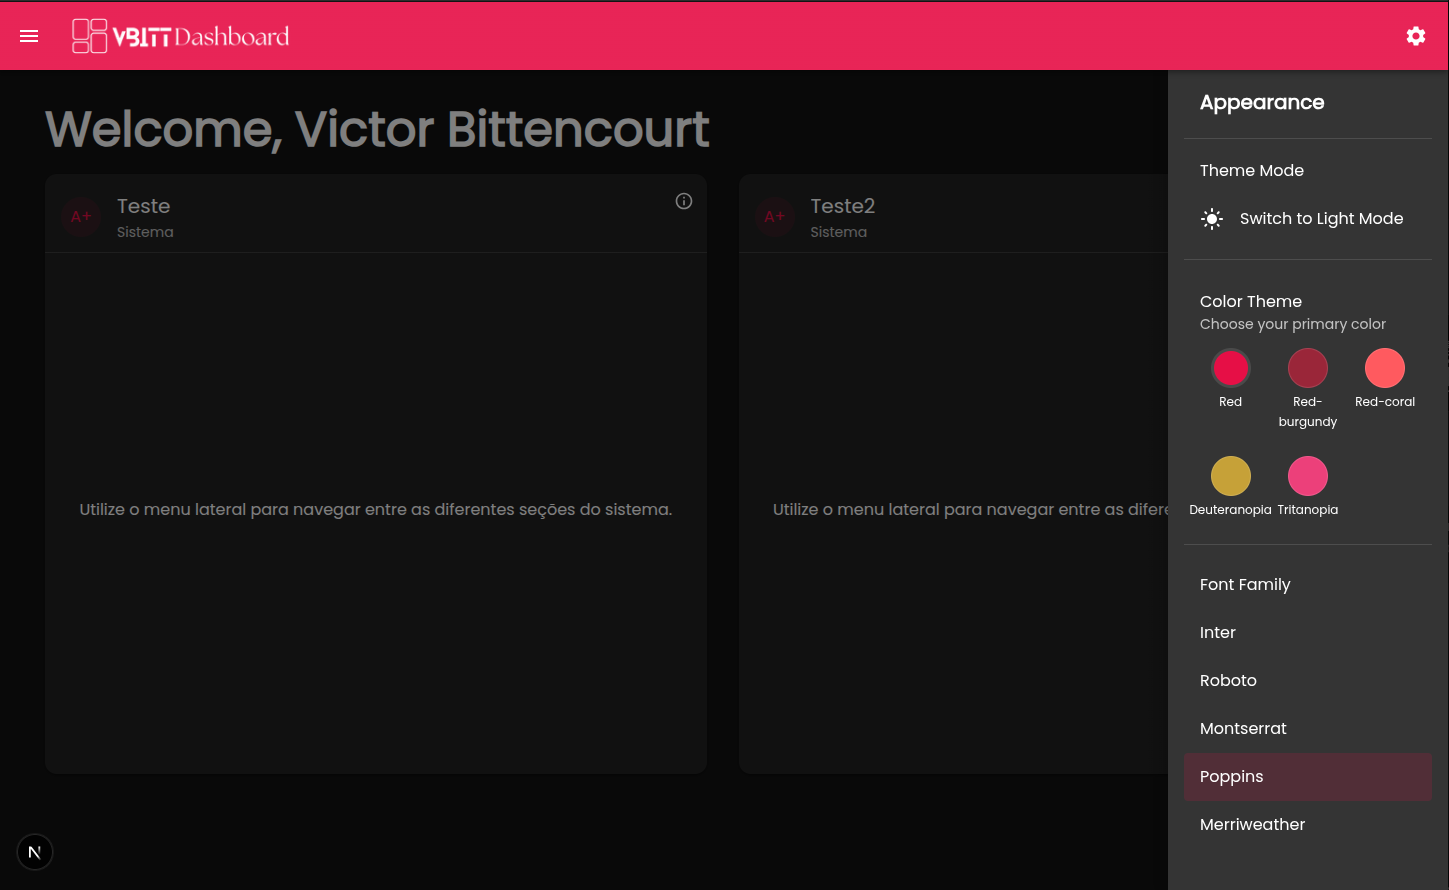 VBITT Dashboard
Welcome, Victor Bittencourt
A+
Teste
Sistema
Utilize o menu lateral para navegar entre as diferentes seções do sistema.
A+
Teste2
Sistema
Utilize o menu lateral para navegar entre as difere
Appearance
Theme Mode
Switch to Light Mode
Color Theme
Choose your primary color
Red
Red-
burgundy
Red-coral
Deuteranopia
Tritanopia
Font Family
Inter
Roboto
Montserrat
Poppins
Merriweather
N